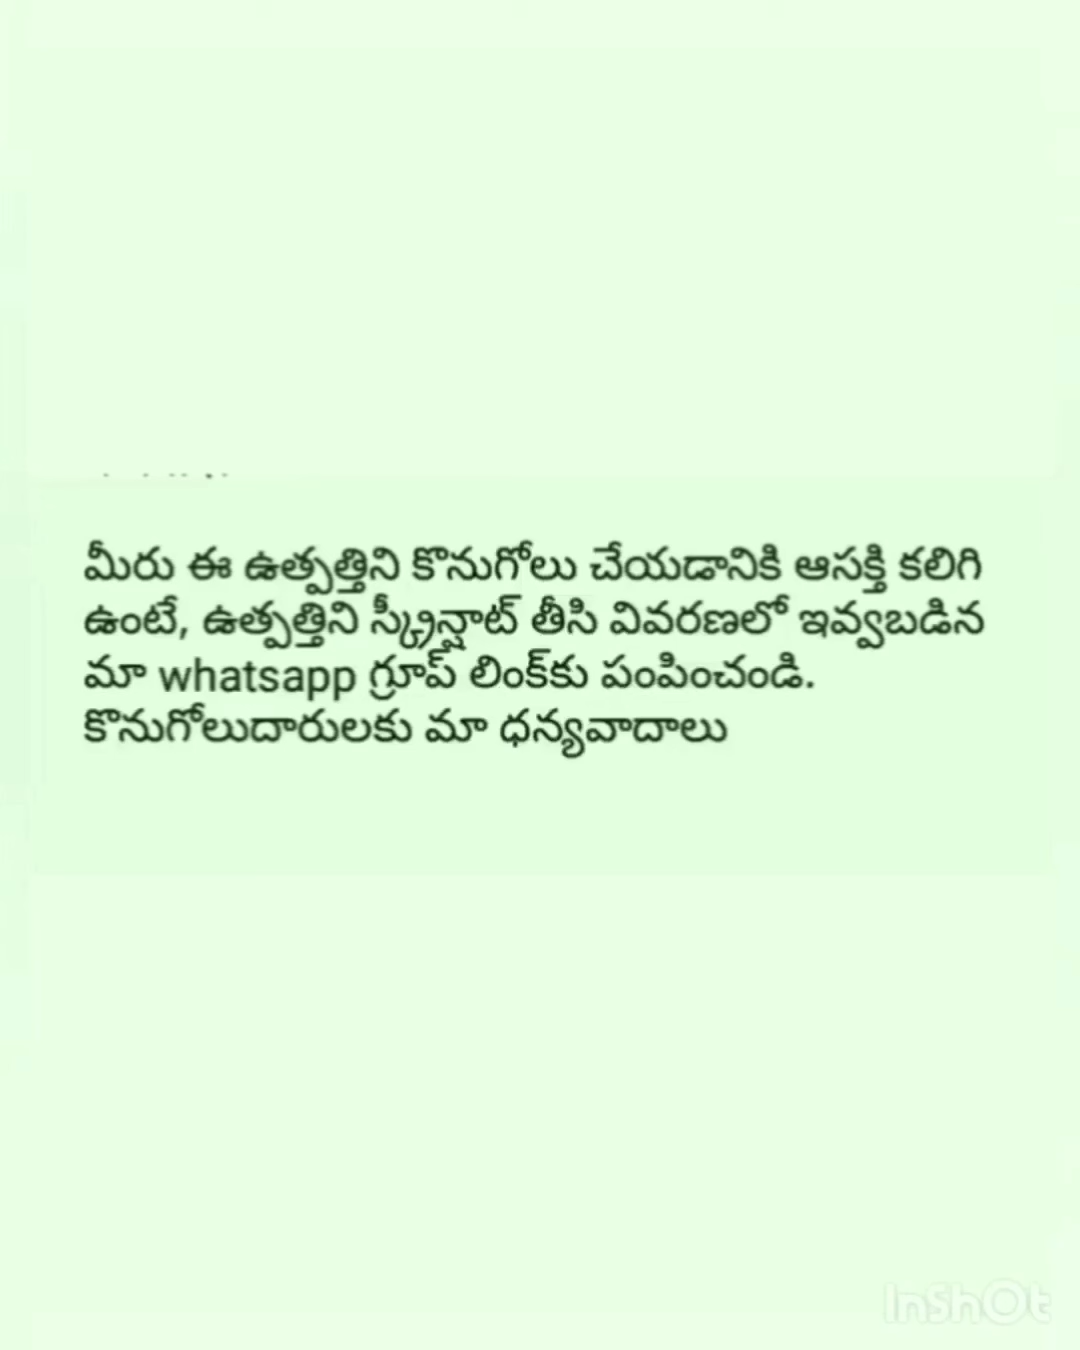 మీరు ఈ ఉత్పత్తిని కొనుగోలు చేయడానికి ఆసక్తి కలిగి
ఉంటే, ఉత్పత్తిని స్క్రీన్షాట్ తీసి వివరణలో ఇవ్వబడిన
మా whatsapp గ్రూప్ లింక్‌కు పంపించండి.
కొనుగోలుదారులకు మా ధన్యవాదాలు
InShOt